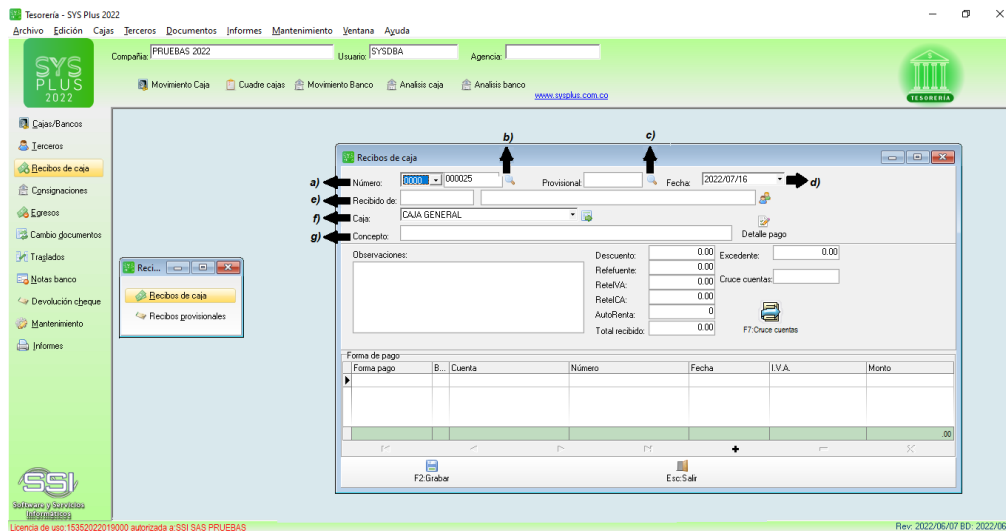 Tesorería - SYS Plus 2022
Archivo Edición Cajas Terceros Documentos Informes Mantenimiento Ventana Ayuda
SYS PLUS 2022
Compañia: PRUEBAS 2022 Usuario: SYSDBA Agencia:
Movimiento Caja Cuadre cajas Movimiento Banco Analisis caja Analisis banco
www.sysplus.com.co
TESORERÍA
Cajas/Bancos
Terceros
Recibos de caja
Consignaciones
Egresos
Cambio documentos
Traslados
Notas banco
Devolución cheque
Mantenimiento
Informes
Reci...
Recibos de caja
Recibos provisionales
b) c)
Recibos de caja
a) Número: 0000 000025 Provisional: Fecha: 2022/07/16 d)
e) Recibido de:
f) Caja: CAJA GENERAL
g) Concepto: Detalle pago
Observaciones:
Descuento: 0.00 Excedente: 0.00
Refefuente: 0.00
ReteIVA: 0.00 Cruce cuentas:
ReteICA: 0.00
AutoRenta: 0
Total recibido: 0.00 F7:Cruce cuentas
Forma de pago
Forma pago B... Cuenta Número Fecha I.V.A. Monto
.00
F2:Grabar Esc:Salir
SSI
Software y Servicios
Informáticos
Licencia de uso:15352022019000 autorizada a:SSI SAS PRUEBAS
Rev: 2022/06/07 BD: 2022/06